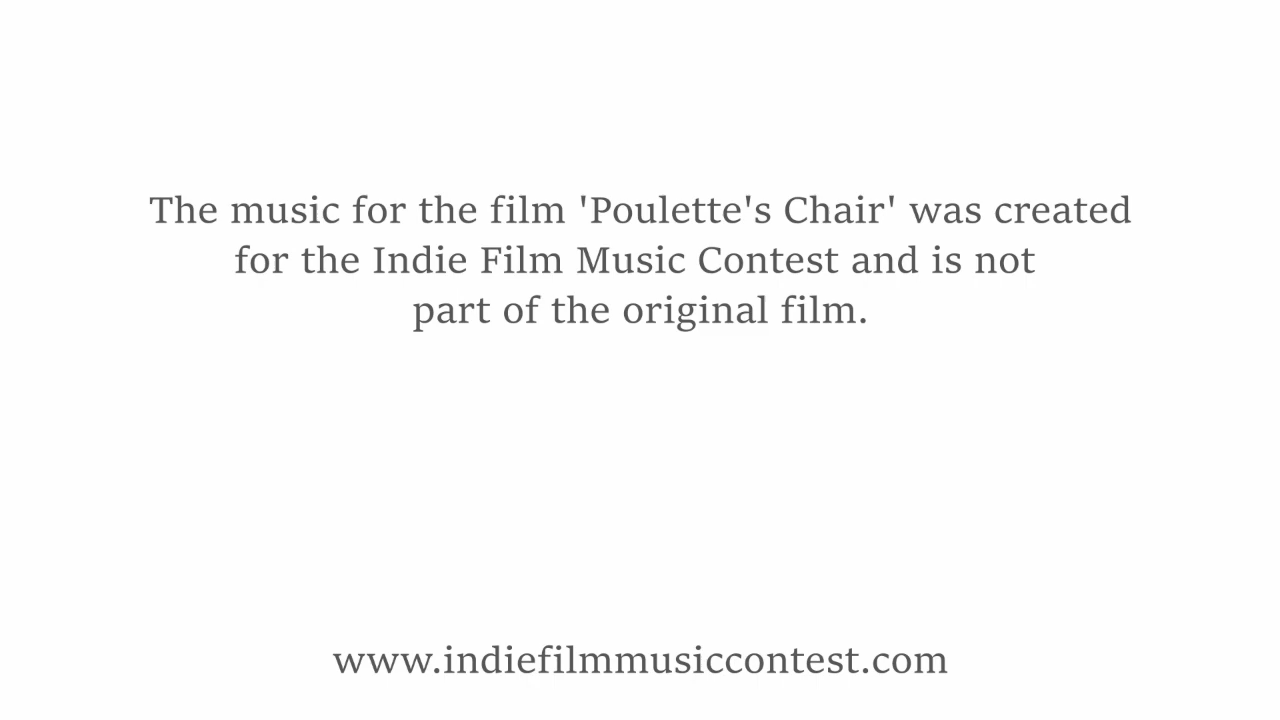 The music for the film 'Poulette's Chair' was created
for the Indie Film Music Contest and is not
part of the original film.
www.indiefilmmusiccontest.com